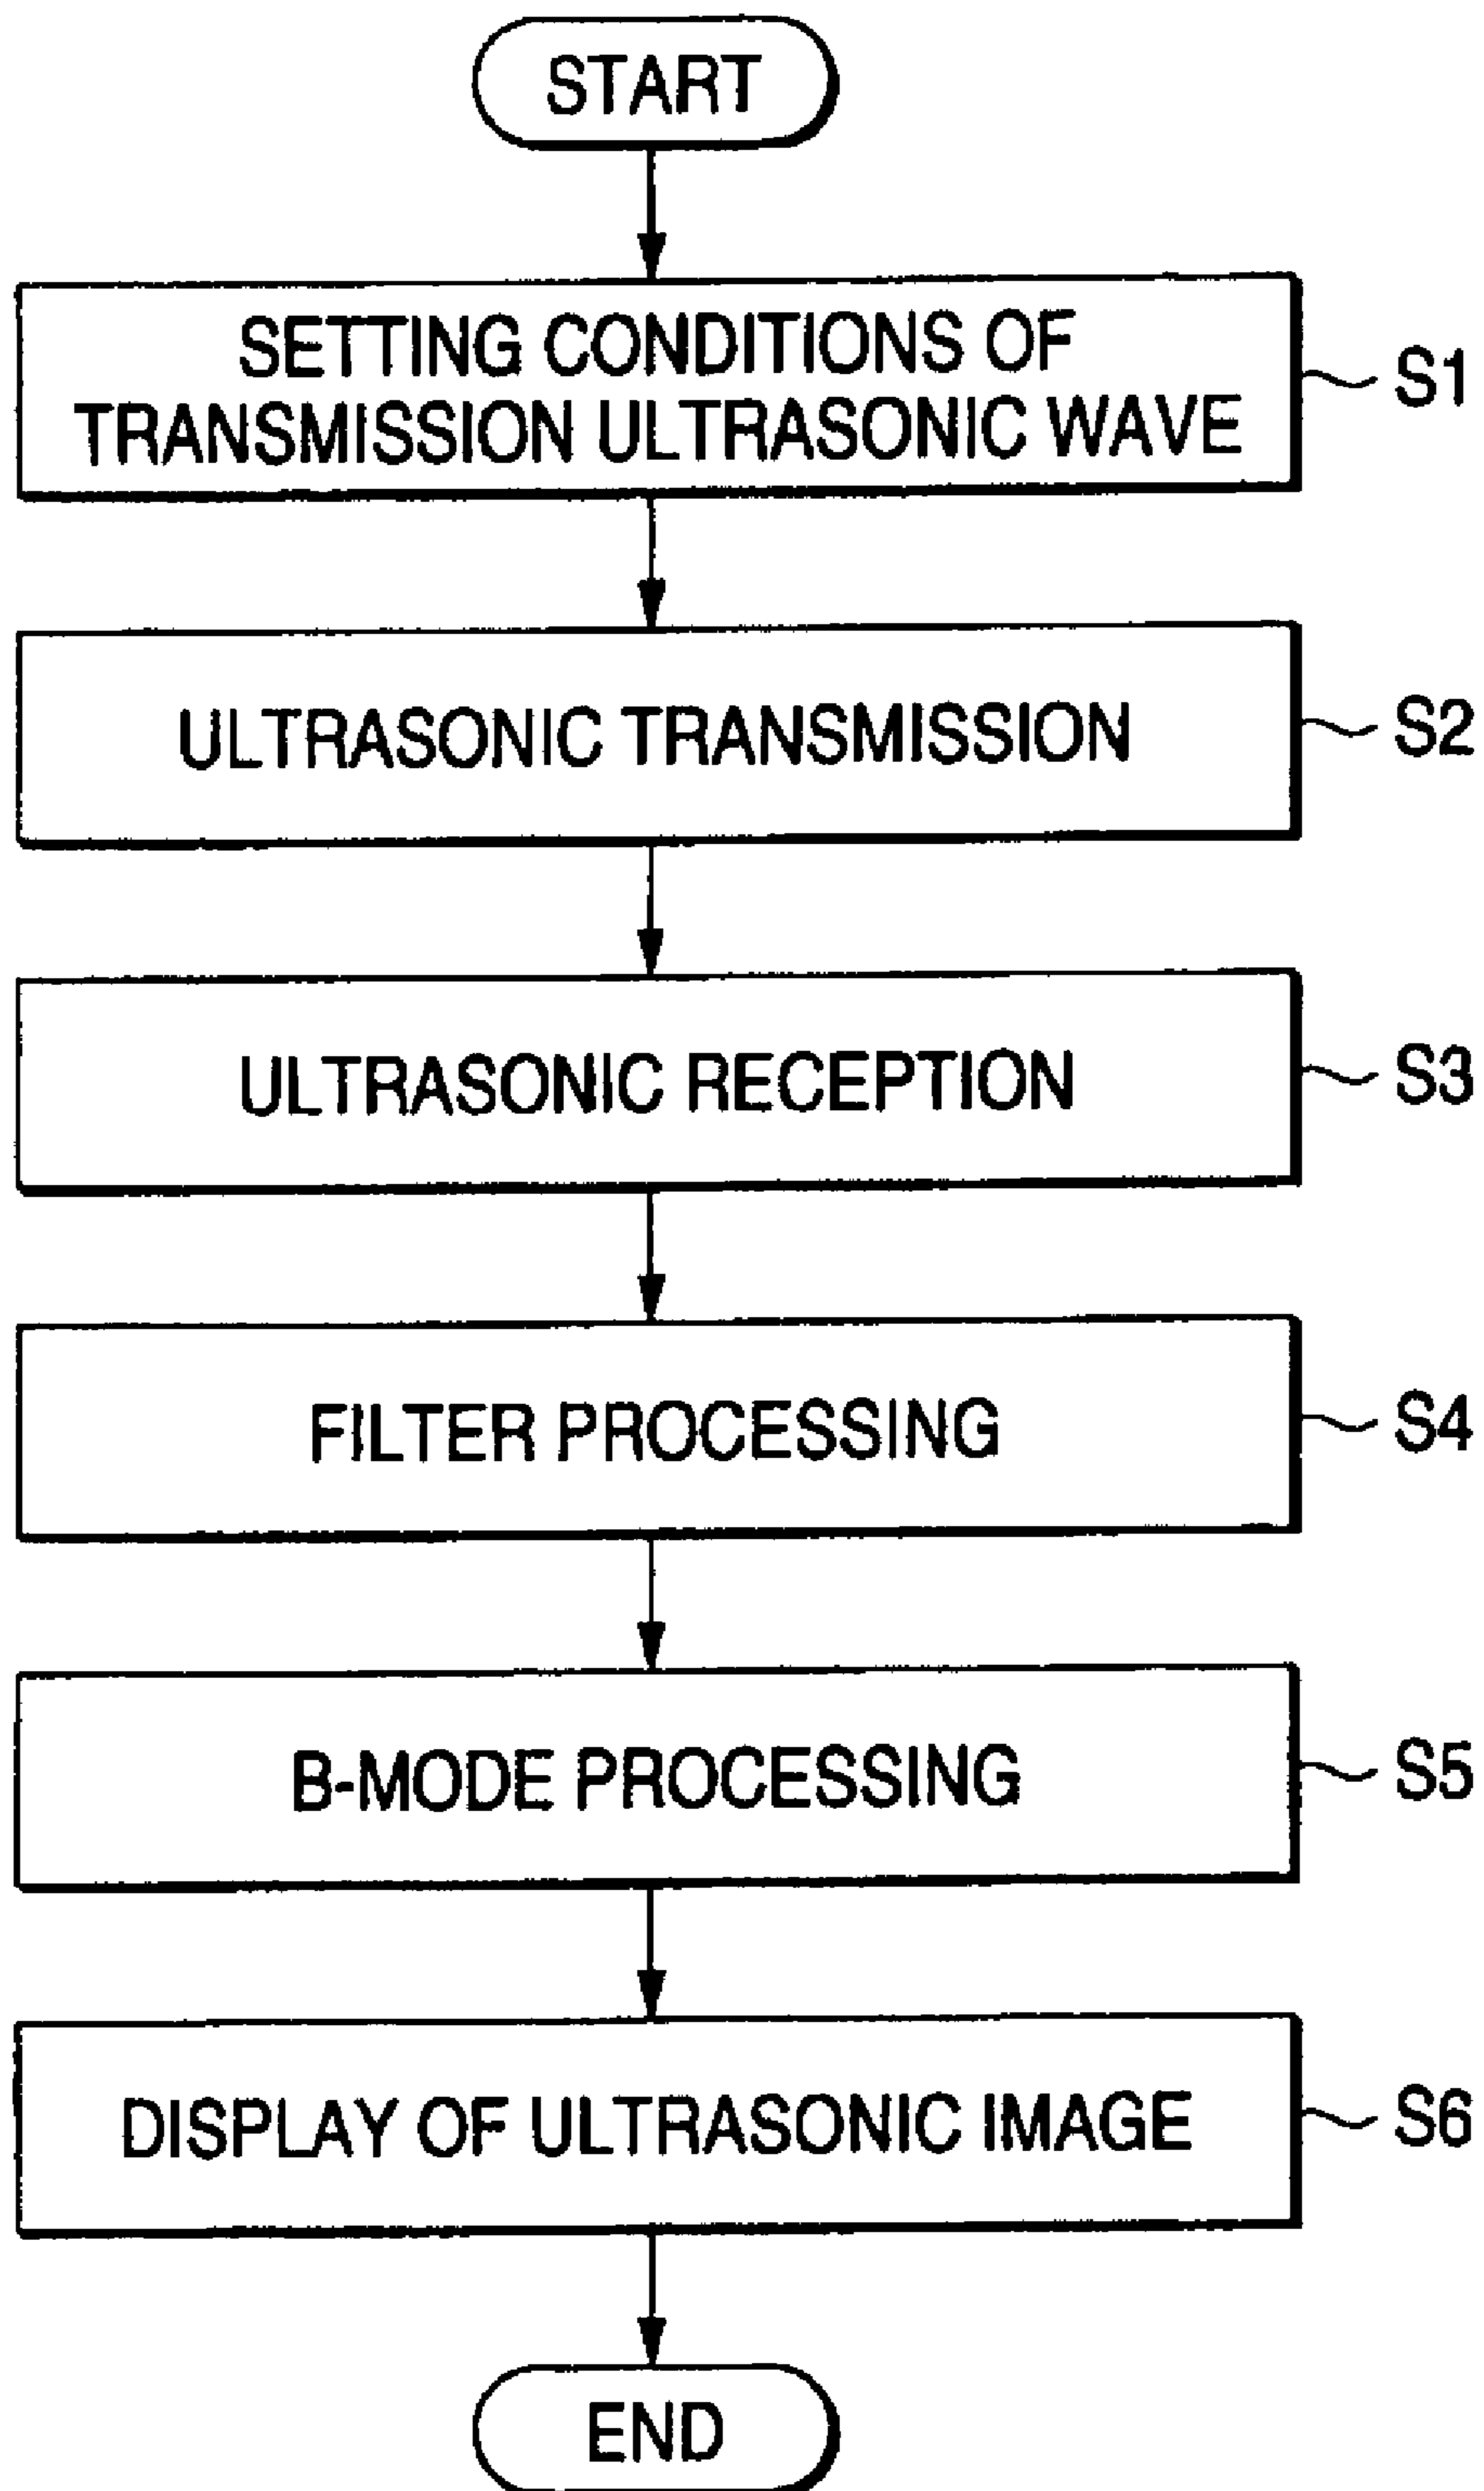 START
SETTING CONDITIONS OF
TRANSMISSION ULTRASONIC WAVE
S1
ULTRASONIC TRANSMISSION
S2
ULTRASONIC RECEPTION
S3
FILTER PROCESSING
S4
B-MODE PROCESSING
S5
DISPLAY OF ULTRASONIC IMAGE
S6
END